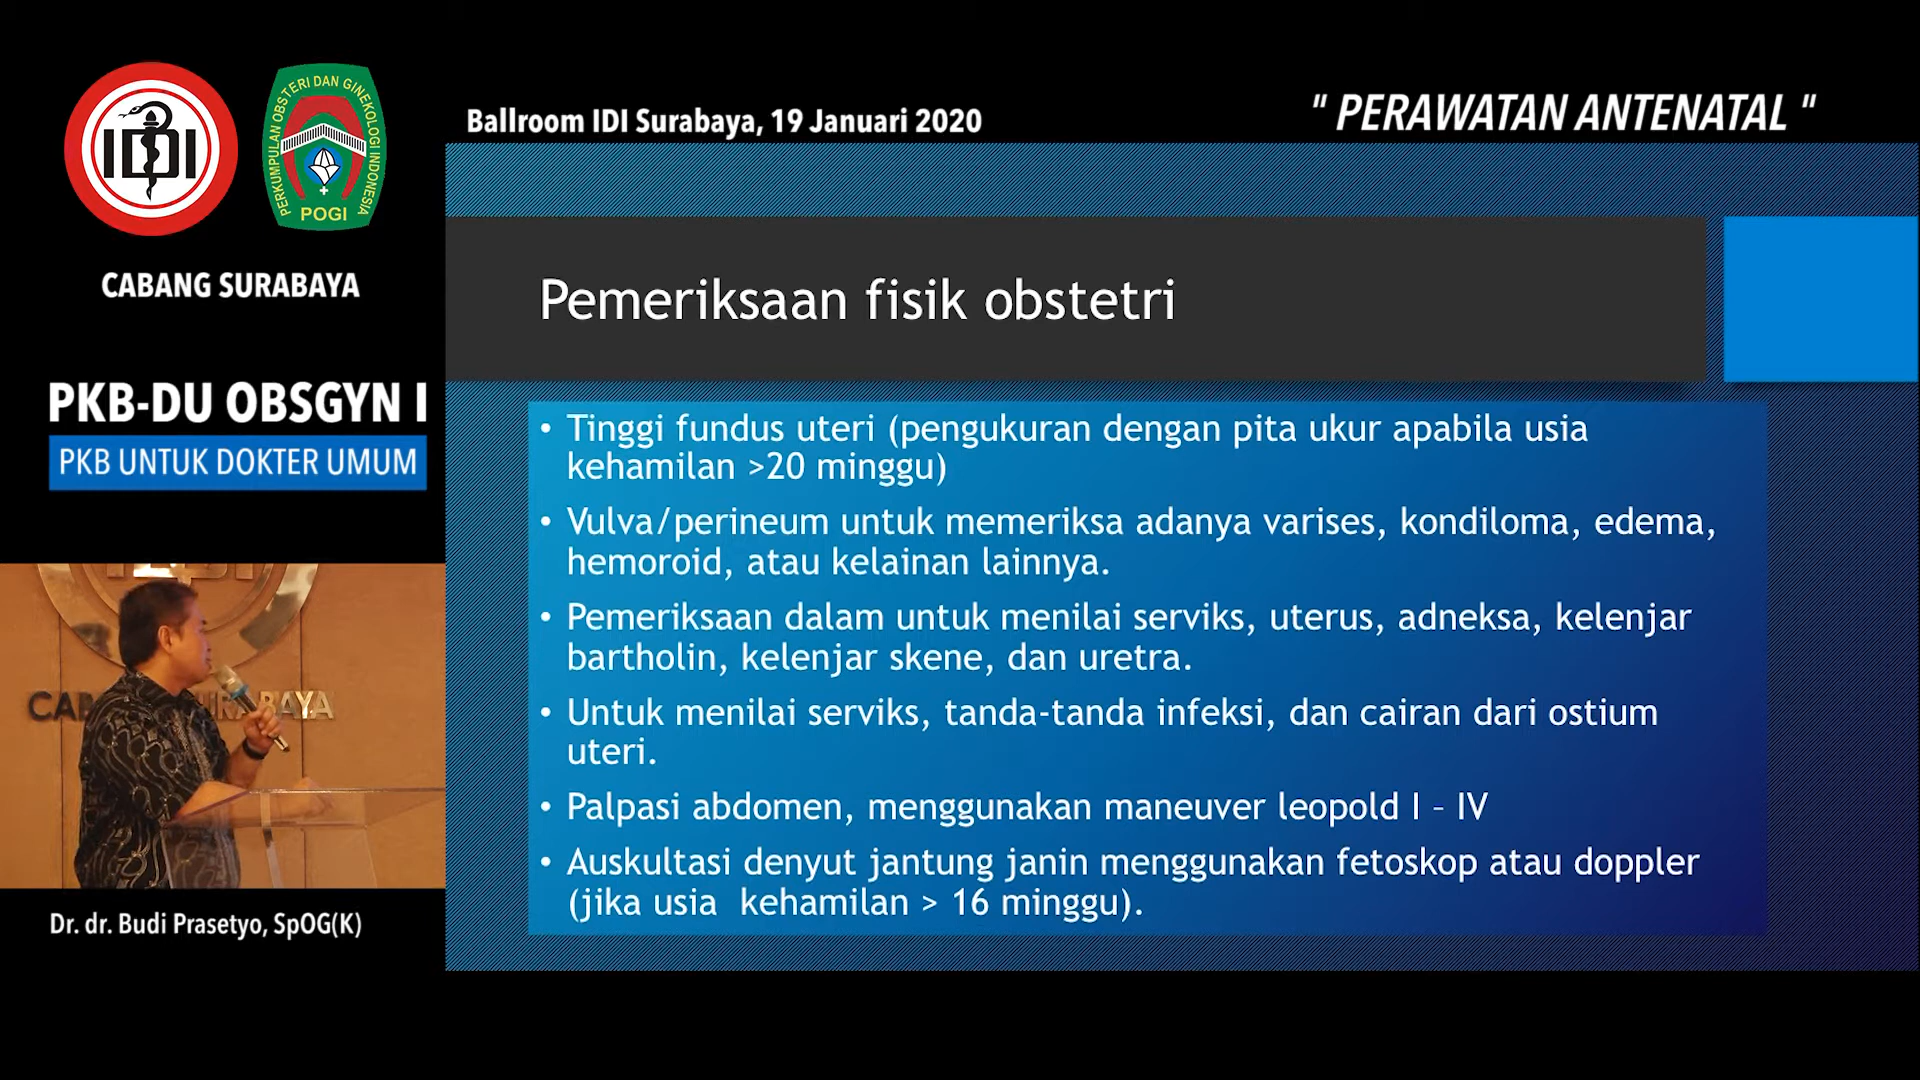 IDI
PERKUMPULAN OBSTERI DAN GINEKOLOGI INDONESIA
POGI
CABANG SURABAYA
PKB-DU OBSGYN I
PKB UNTUK DOKTER UMUM
Dr. dr. Budi Prasetyo, SpOG(K)
Ballroom IDI Surabaya, 19 Januari 2020
" PERAWATAN ANTENATAL "
Pemeriksaan fisik obstetri
• Tinggi fundus uteri (pengukuran dengan pita ukur apabila usia
kehamilan >20 minggu)
• Vulva/perineum untuk memeriksa adanya varises, kondiloma, edema,
hemoroid, atau kelainan lainnya.
• Pemeriksaan dalam untuk menilai serviks, uterus, adneksa, kelenjar
bartholin, kelenjar skene, dan uretra.
• Untuk menilai serviks, tanda-tanda infeksi, dan cairan dari ostium
uteri.
• Palpasi abdomen, menggunakan maneuver leopold I – IV
• Auskultasi denyut jantung janin menggunakan fetoskop atau doppler
(jika usia kehamilan > 16 minggu).